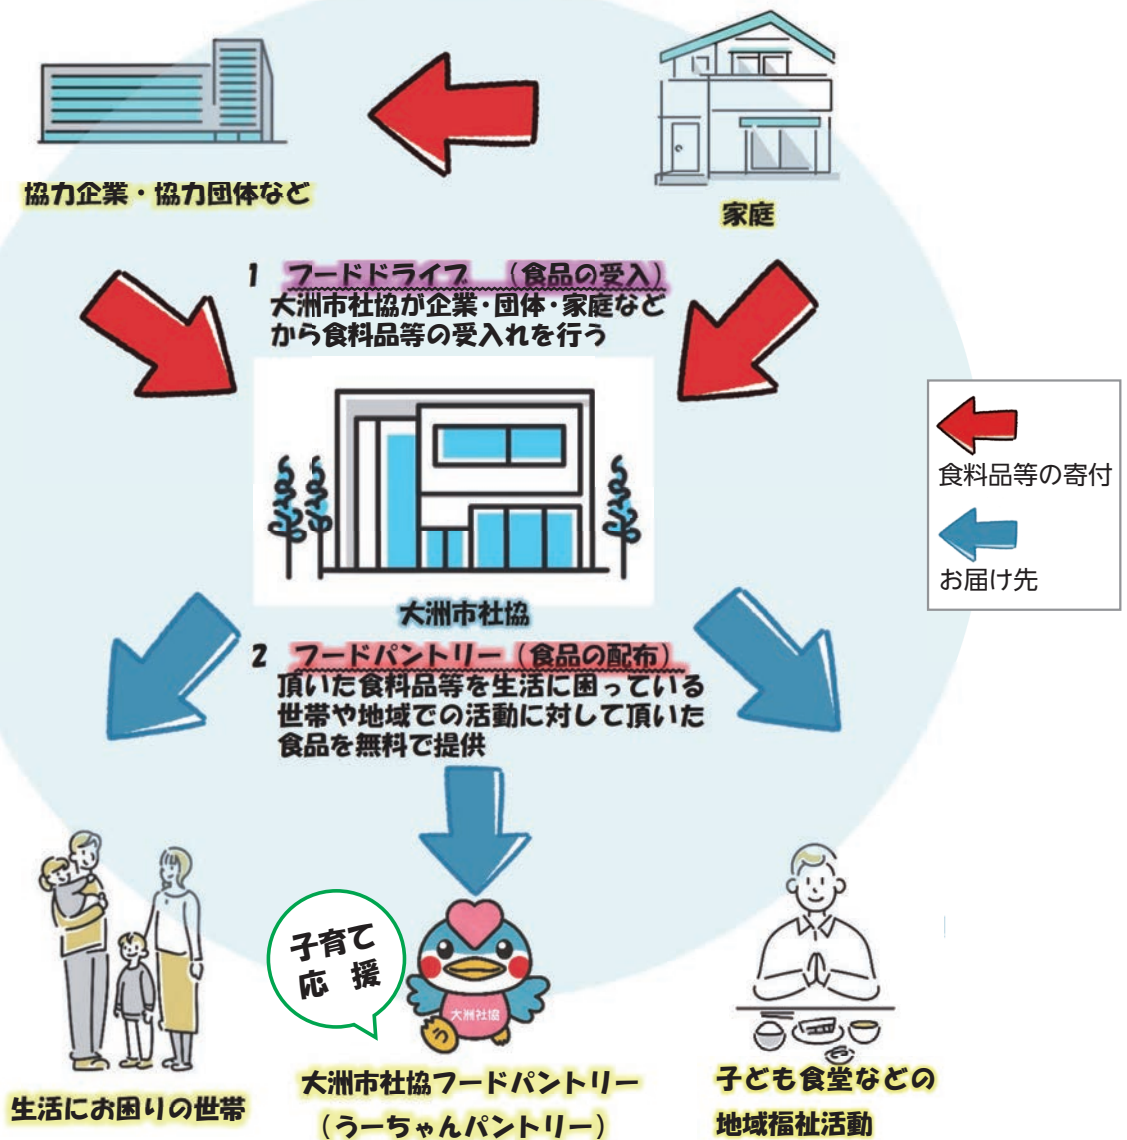 協力企業・協力団体など
家庭
1 フードドライブ （食品の受入）
大洲市社協が企業・団体・家庭など
から食料品等の受入れを行う
食料品等の寄付
お届け先
大洲市社協
2 フードパントリー（食品の配布）
頂いた食料品等を生活に困っている
世帯や地域での活動に対して頂いた
食品を無料で提供
子育て
応 援
大洲社協
う
生活にお困りの世帯
大洲市社協フードパントリー
（うーちゃんパントリー）
子ども食堂などの
地域福祉活動